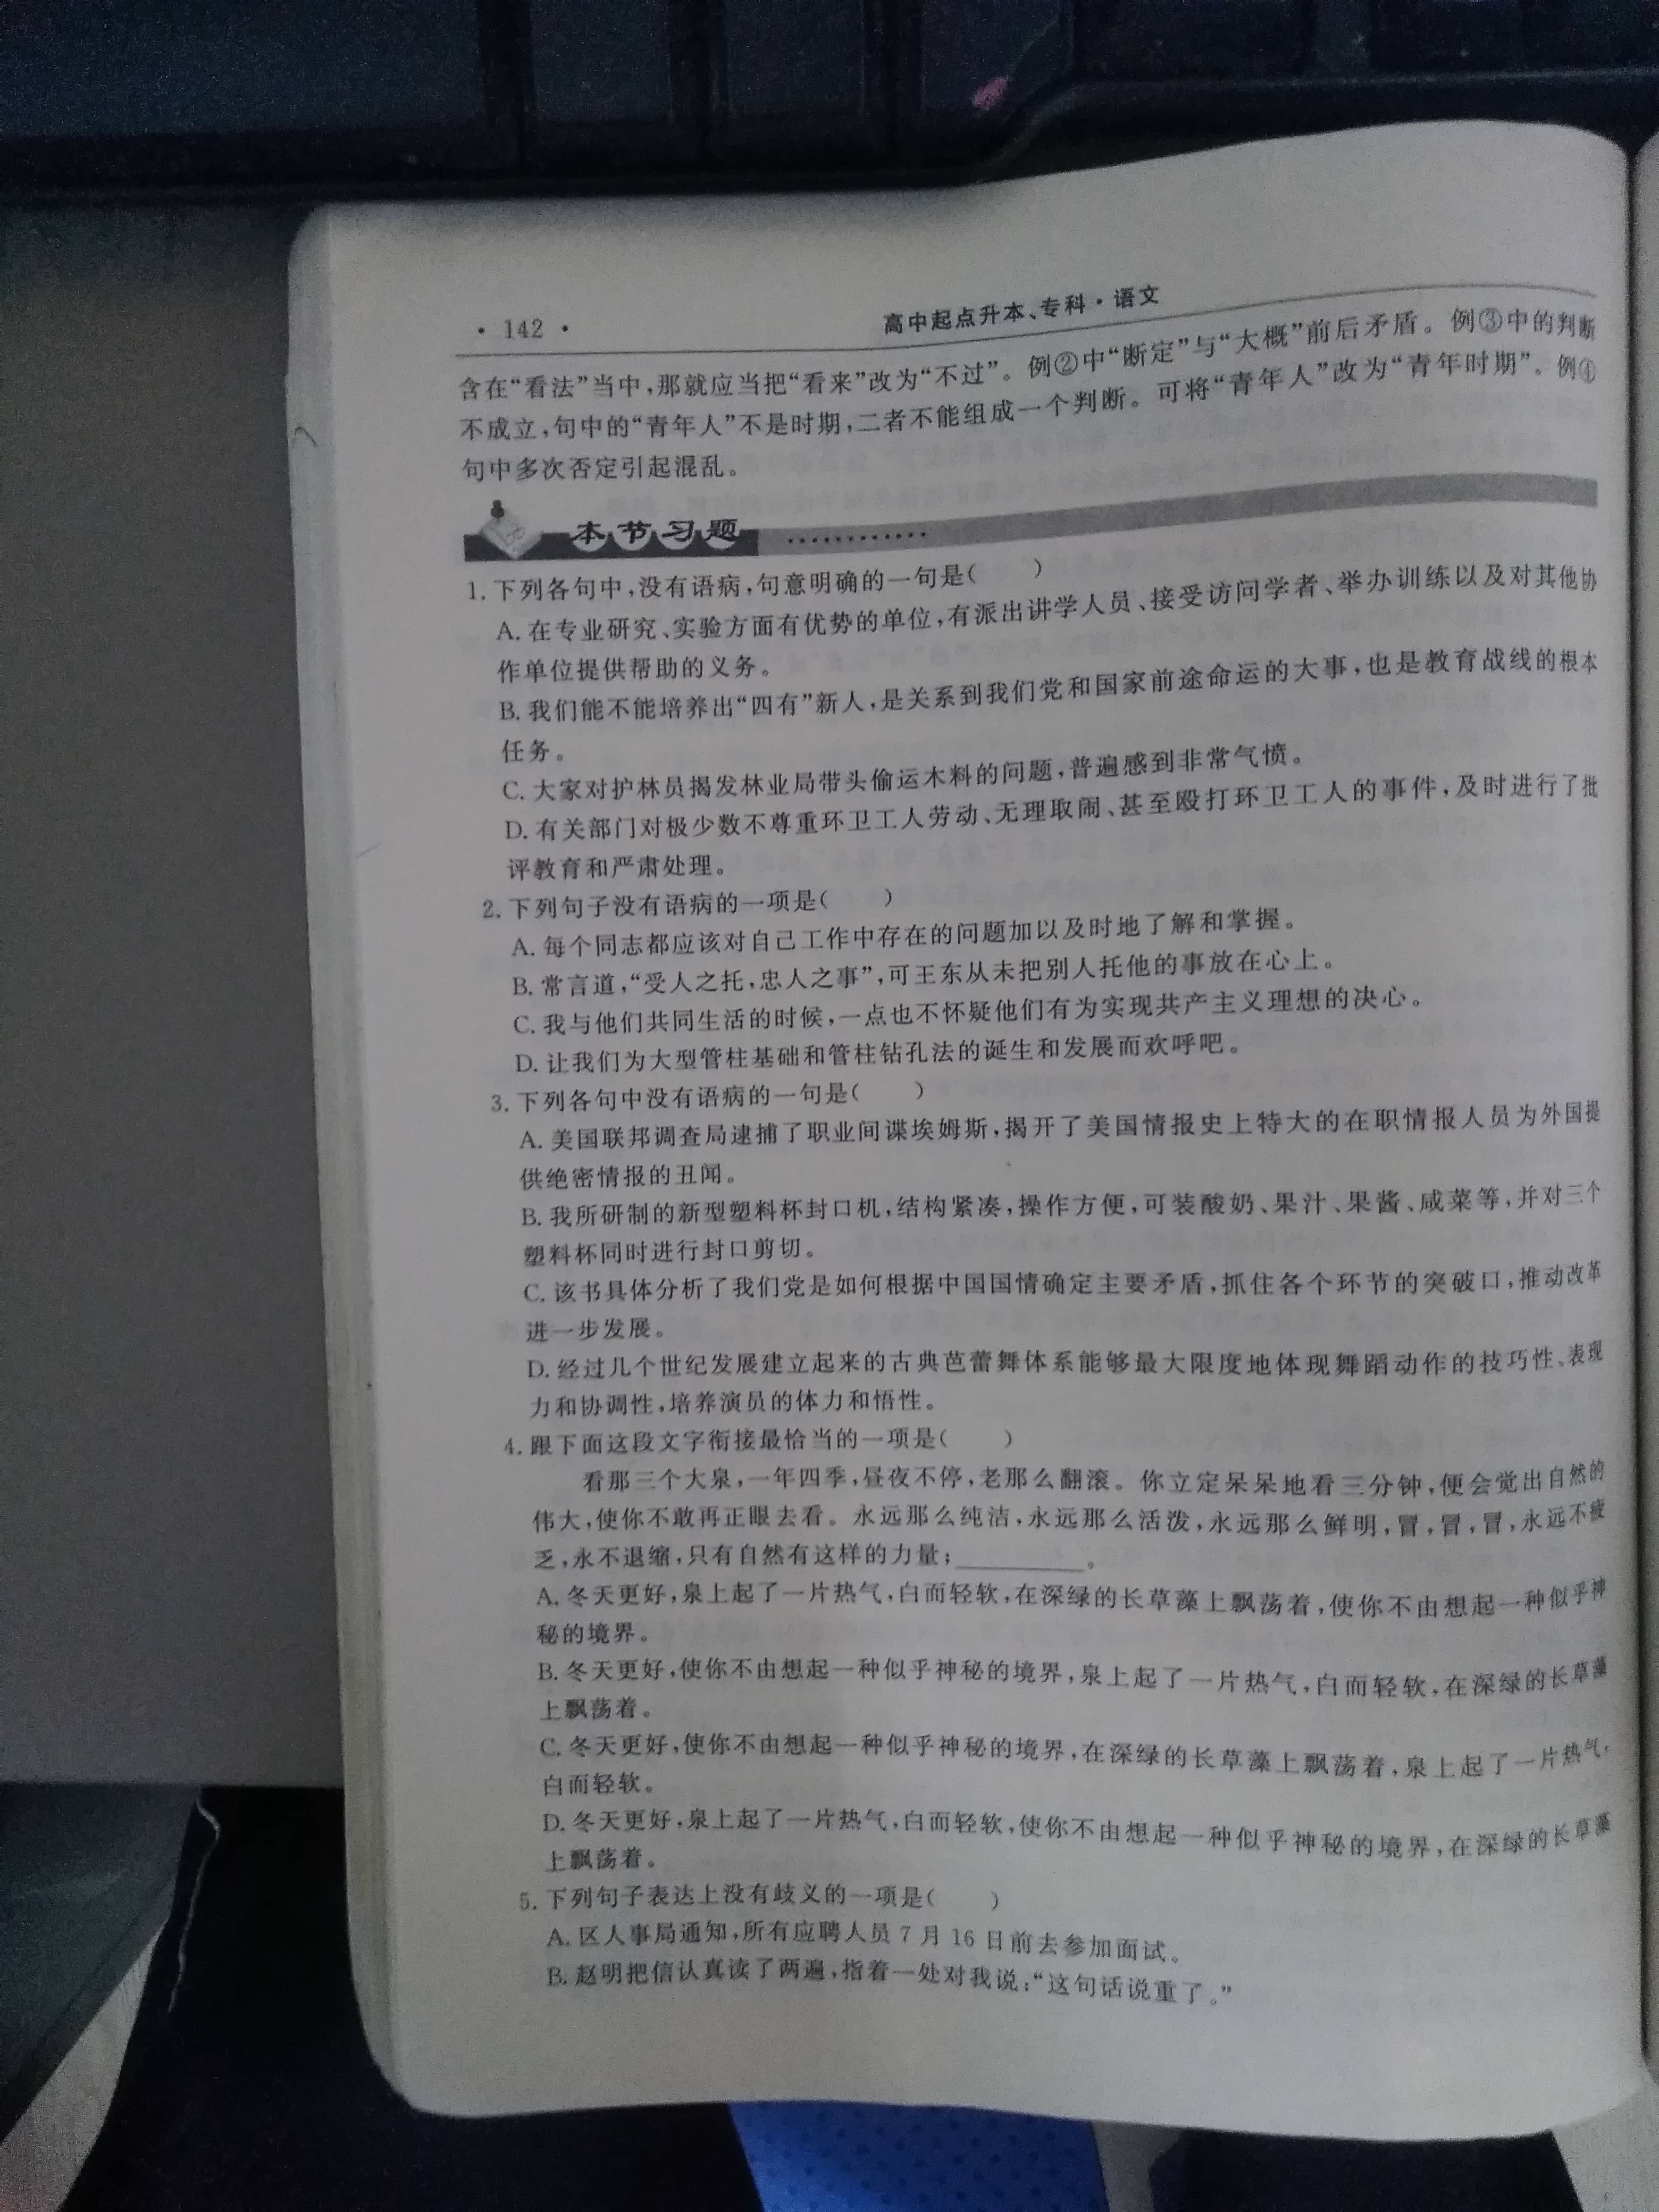 · 142 ·
高中起点升本、专科·语文
含在“看法”当中,那就应当把“看来”改为“不过”。例②中“断定”与“大概”前后矛盾。例③中的判断
不成立,句中的“青年人”不是时期,二者不能组成一个判断。可将“青年人”改为“青年时期”。例④
句中多次否定引起混乱。
本节习题
1. 下列各句中,没有语病,句意明确的一句是(　　)
A. 在专业研究、实验方面有优势的单位,有派出讲学人员、接受访问学者、举办训练以及对其他协
作单位提供帮助的义务。
B. 我们能不能培养出“四有”新人,是关系到我们党和国家前途命运的大事,也是教育战线的根本
任务。
C. 大家对护林员揭发林业局带头偷运木料的问题,普遍感到非常气愤。
D. 有关部门对极少数不尊重环卫工人劳动、无理取闹、甚至殴打环卫工人的事件,及时进行了批
评教育和严肃处理。
2. 下列句子没有语病的一项是(　　)
A. 每个同志都应该对自己工作中存在的问题加以及时地了解和掌握。
B. 常言道,“受人之托,忠人之事”,可王东从未把别人托他的事放在心上。
C. 我与他们共同生活的时候,一点也不怀疑他们有为实现共产主义理想的决心。
D. 让我们为大型管柱基础和管柱钻孔法的诞生和发展而欢呼吧。
3. 下列各句中没有语病的一句是(　　)
A. 美国联邦调查局逮捕了职业间谍埃姆斯,揭开了美国情报史上特大的在职情报人员为外国提
供绝密情报的丑闻。
B. 我所研制的新型塑料杯封口机,结构紧凑,操作方便,可装酸奶、果汁、果酱、咸菜等,并对三个
塑料杯同时进行封口剪切。
C. 该书具体分析了我们党是如何根据中国国情确定主要矛盾,抓住各个环节的突破口,推动改革
进一步发展。
D. 经过几个世纪发展建立起来的古典芭蕾舞体系能够最大限度地体现舞蹈动作的技巧性、表现
力和协调性,培养演员的体力和悟性。
4. 跟下面这段文字衔接最恰当的一项是(　　)
看那三个大泉,一年四季,昼夜不停,老那么翻滚。你立定呆呆地看三分钟,便会觉出自然的
伟大,使你不敢再正眼去看。永远那么纯洁,永远那么活泼,永远那么鲜明,冒,冒,冒,永远不疲
乏,永不退缩,只有自然有这样的力量;________。
A. 冬天更好,泉上起了一片热气,白而轻软,在深绿的长草藻上飘荡着,使你不由想起一种似乎神
秘的境界。
B. 冬天更好,使你不由想起一种似乎神秘的境界,泉上起了一片热气,白而轻软,在深绿的长草藻
上飘荡着。
C. 冬天更好,使你不由想起一种似乎神秘的境界,在深绿的长草藻上飘荡着,泉上起了一片热气,
白而轻软。
D. 冬天更好,泉上起了一片热气,白而轻软,使你不由想起一种似乎神秘的境界,在深绿的长草藻
上飘荡着。
5. 下列句子表达上没有歧义的一项是(　　)
A. 区人事局通知,所有应聘人员7月16日前去参加面试。
B. 赵明把信认真读了两遍,指着一处对我说:“这句话说重了。”